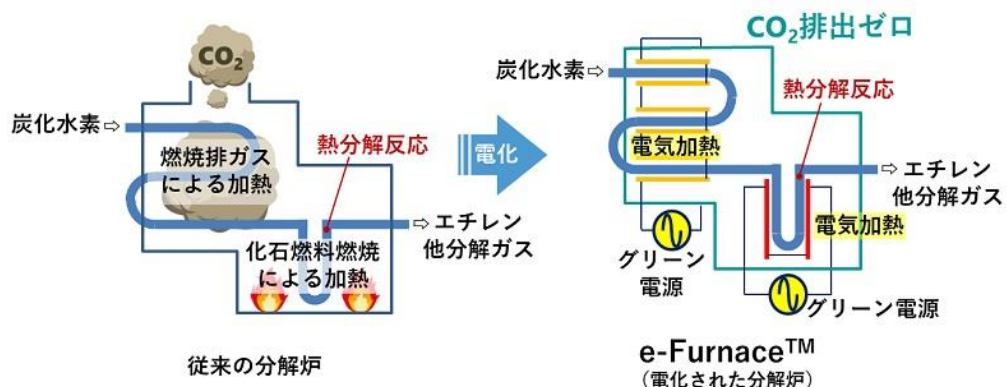 CO₂
炭化水素⇨
燃焼排ガス
による加熱
熱分解反応
⇨エチレン
他分解ガス
化石燃料燃焼
による加熱
従来の分解炉
電化
CO₂排出ゼロ
炭化水素⇨
熱分解反応
電気加熱
⇨エチレン
他分解ガス
電気加熱
グリーン
電源
グリーン電源
e-Furnace™
(電化された分解炉)